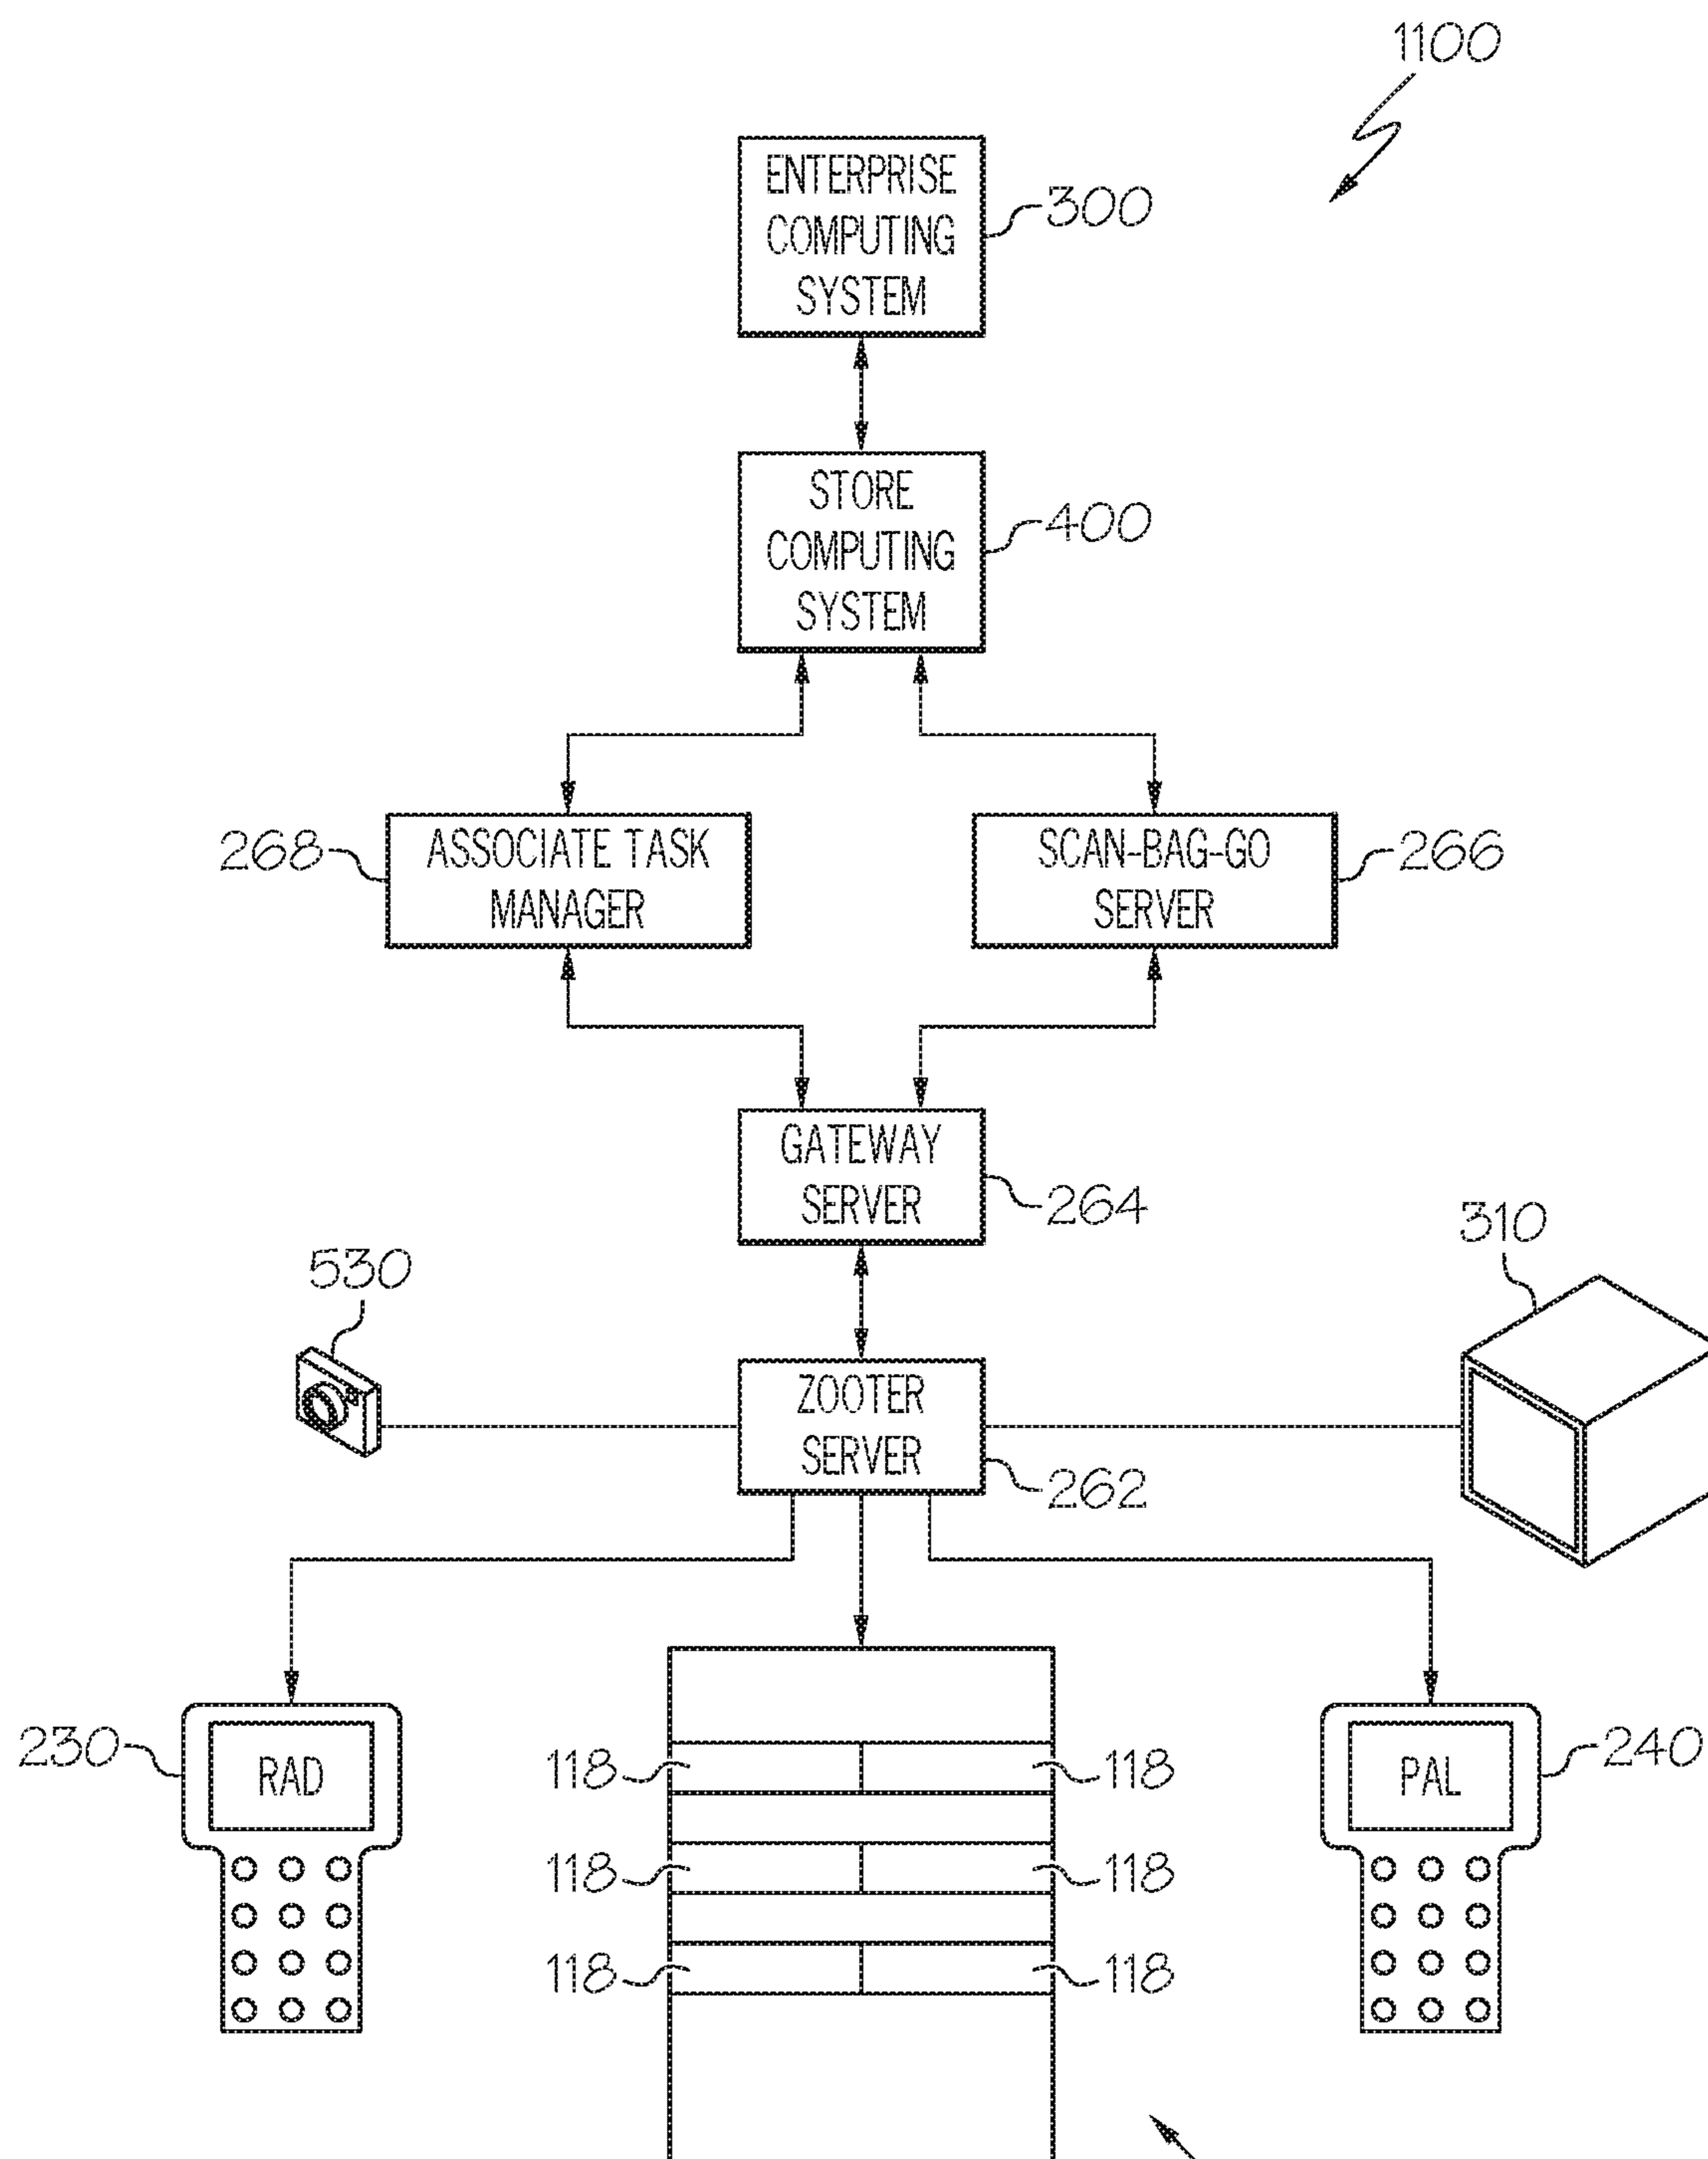 1100
ENTERPRISE
COMPUTING
SYSTEM
300
STORE
COMPUTING
SYSTEM
400
268
ASSOCIATE TASK
MANAGER
SCAN-BAG-GO
SERVER
266
GATEWAY
SERVER
264
530
310
ZOOTER
SERVER
262
230
RAD
118
118
PAL
240
118
118
118
118